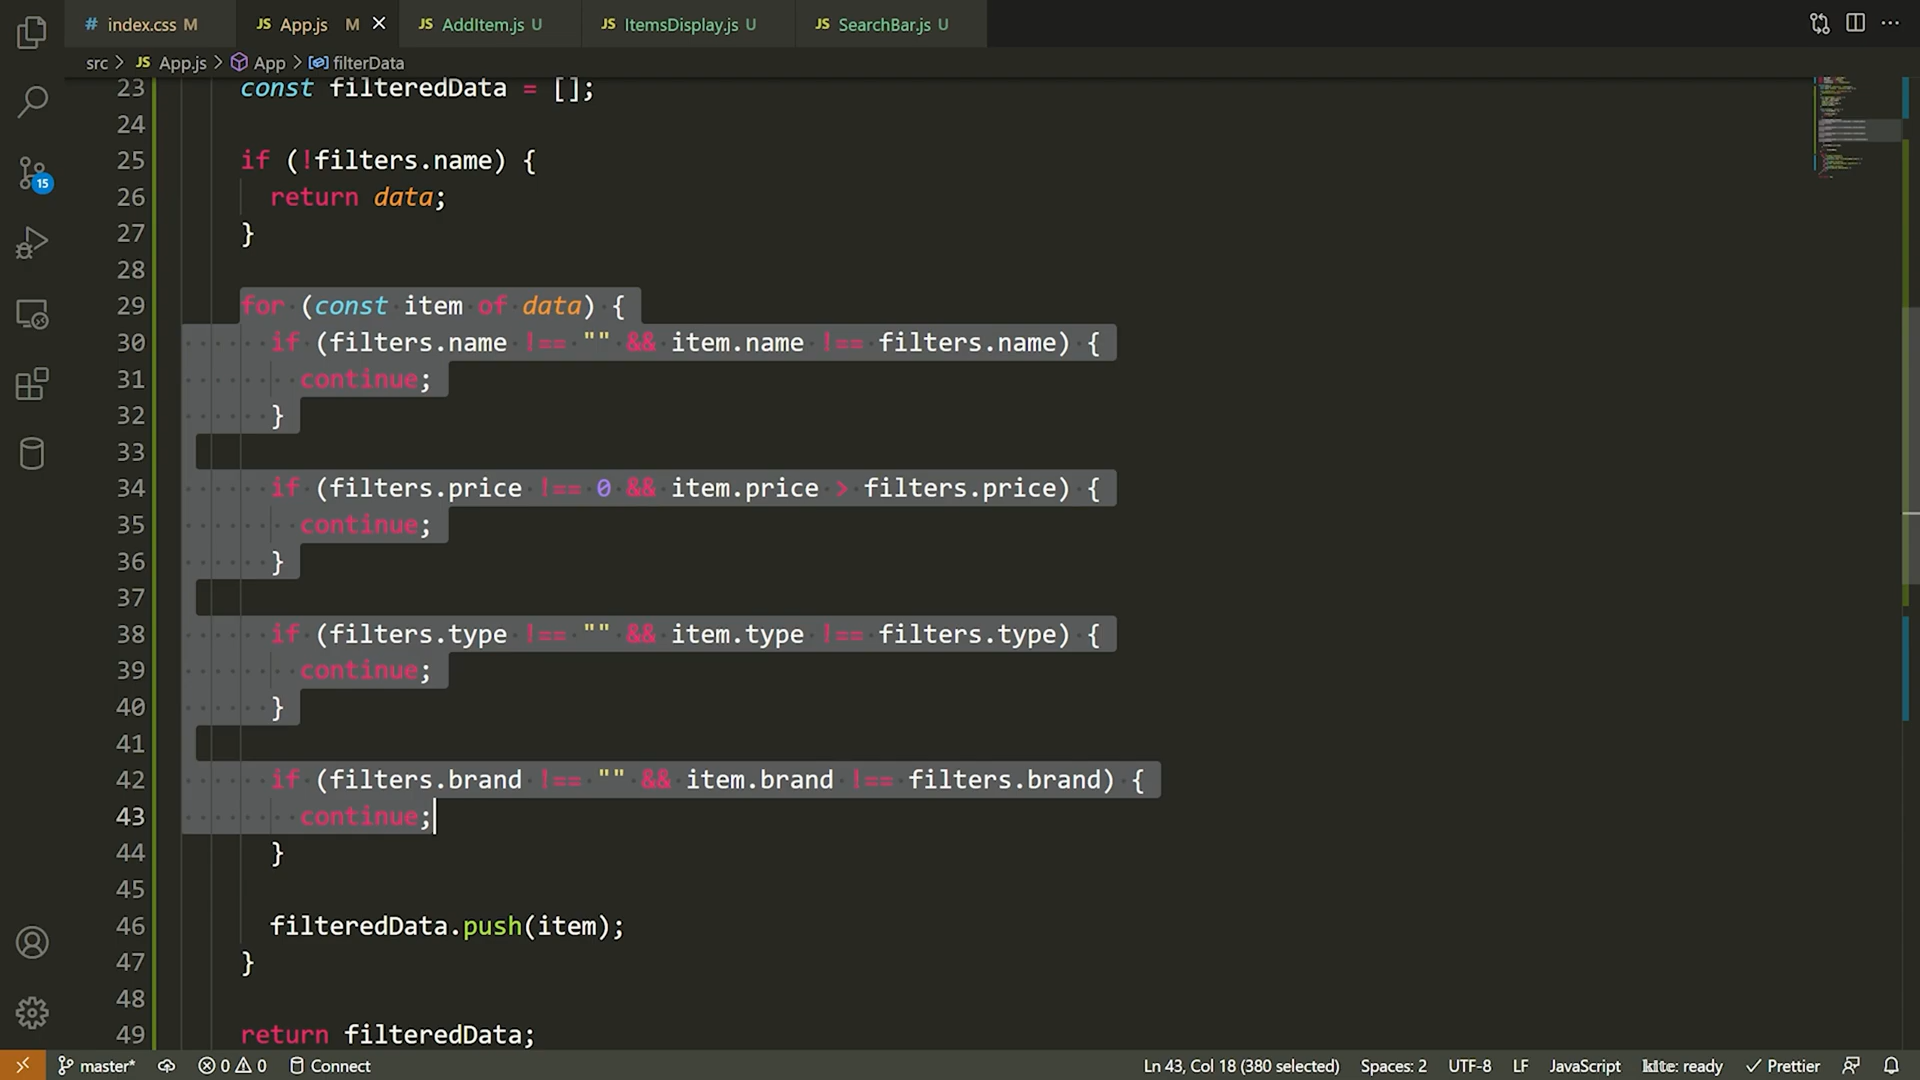 # index.css M
JS App.js M
JS AddItem.js U
JS ItemsDisplay.js U
JS SearchBar.js U
src > JS App.js > App > filterData
23 const filteredData = [];
24
25 if (!filters.name) {
26 return data;
27 }
28
29 for (const item of data) {
30 if (filters.name !== "" && item.name !== filters.name) {
31 continue;
32 }
33
34 if (filters.price !== 0 && item.price > filters.price) {
35 continue;
36 }
37
38 if (filters.type !== "" && item.type !== filters.type) {
39 continue;
40 }
41
42 if (filters.brand !== "" && item.brand !== filters.brand) {
43 continue;
44 }
45
46 filteredData.push(item);
47 }
48
49 return filteredData;
15
master* 0 0 Connect Ln 43, Col 18 (380 selected) Spaces: 2 UTF-8 LF JavaScript kite: ready Prettier